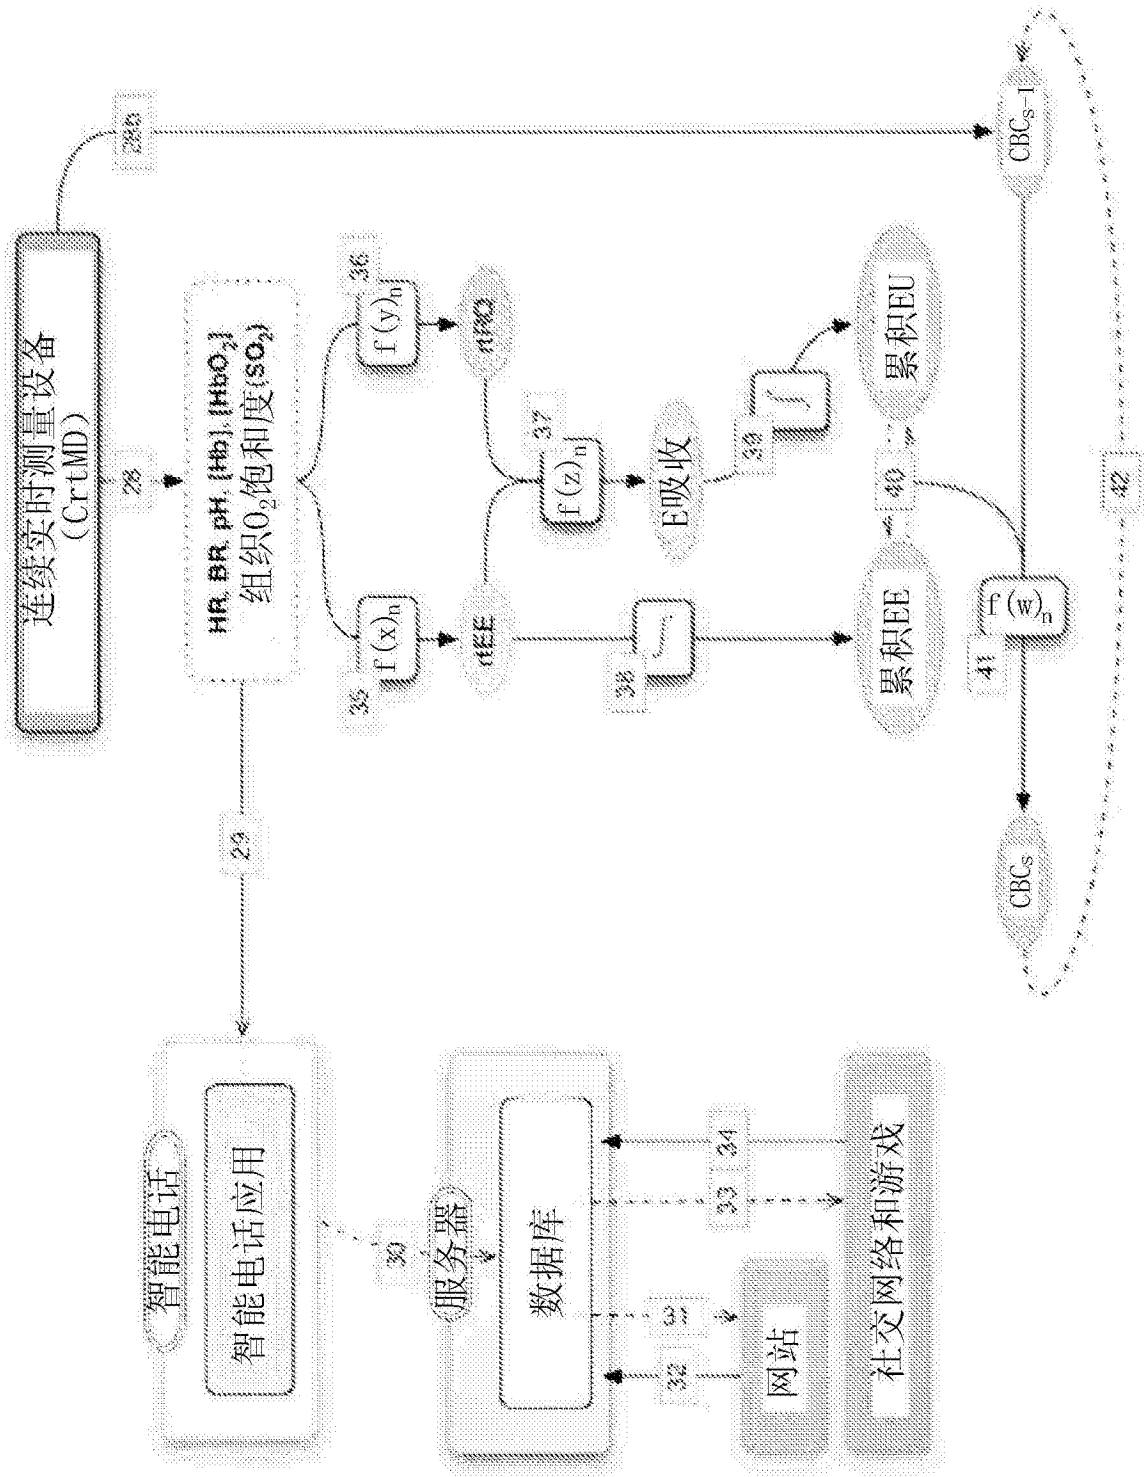 连续实时测量设备
(CrtMD)
28
28b
HR, BR, pH, [Hb], [HbO₂]
组织O₂饱和度(SO₂)
29
智能电话
智能电话应用
30
服务器
数据库
31
32
33
34
网站
社交网络和游戏
35
f(x)ₙ
36
f(y)ₙ
rtEE
rtRQ
37
f(z)ₙ
E吸收
38
∫
39
∫
累积EE
40
累积EU
41
f(w)ₙ
CBCₛ
CBCₛ₋₁
42